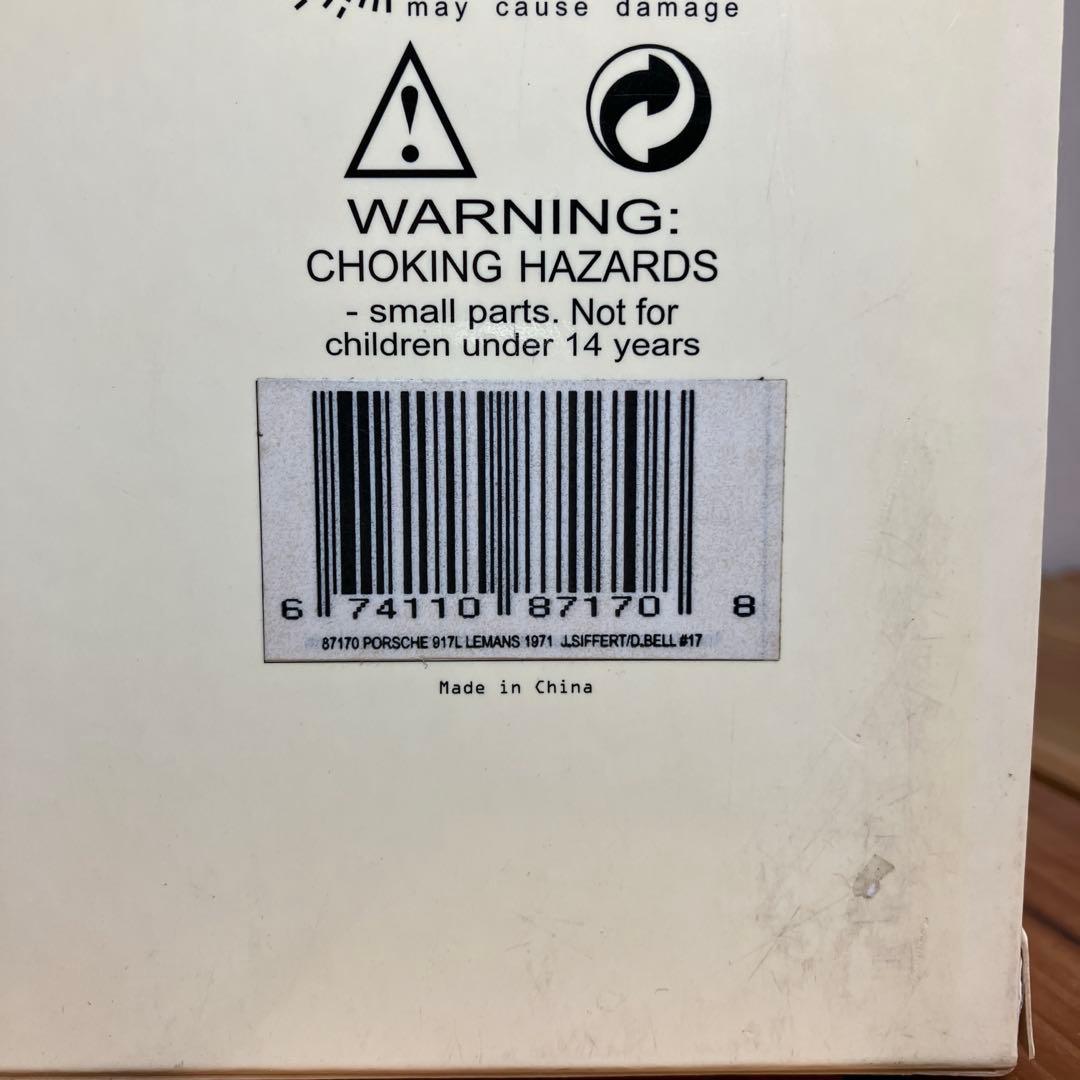 may cause damage
WARNING:
CHOKING HAZARDS
- small parts. Not for
children under 14 years
6 74110 87170 8
87170 PORSCHE 917L LEMANS 1971 J.SIFFERT/D.BELL #17
Made in China